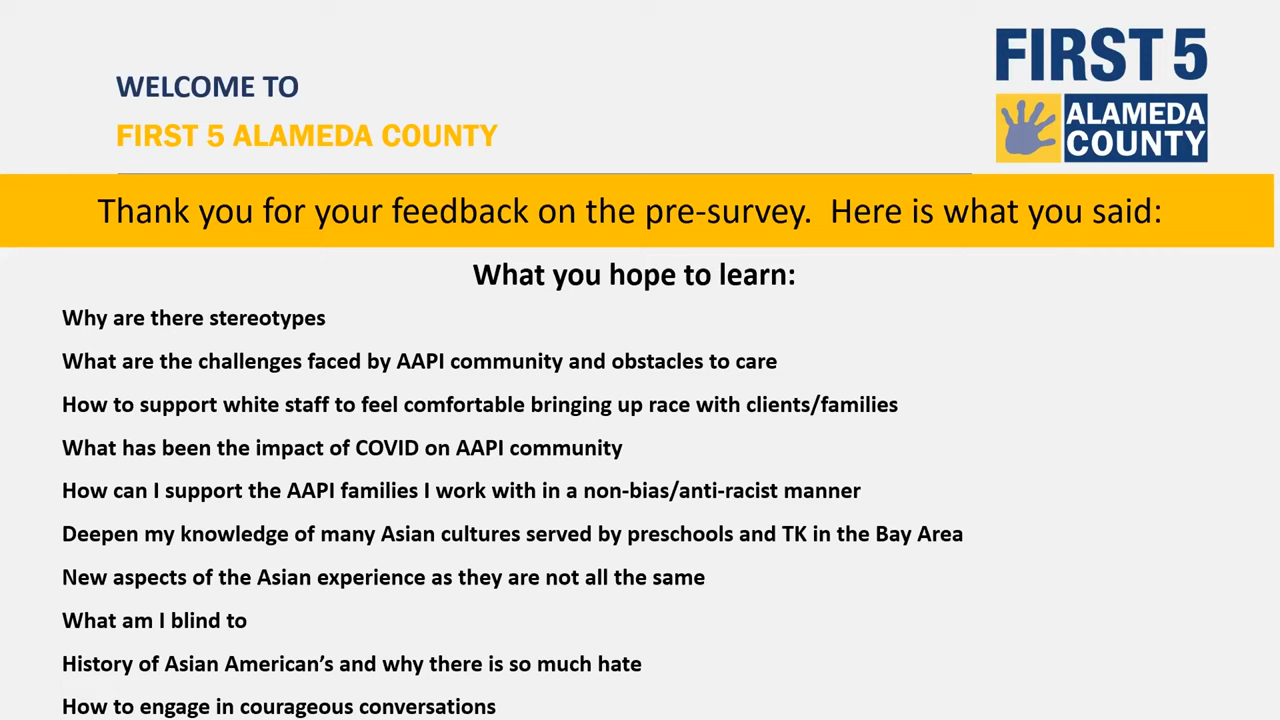 WELCOME TO
FIRST 5 ALAMEDA COUNTY
FIRST 5
ALAMEDA
COUNTY
Thank you for your feedback on the pre-survey. Here is what you said:
What you hope to learn:
Why are there stereotypes
What are the challenges faced by AAPI community and obstacles to care
How to support white staff to feel comfortable bringing up race with clients/families
What has been the impact of COVID on AAPI community
How can I support the AAPI families I work with in a non-bias/anti-racist manner
Deepen my knowledge of many Asian cultures served by preschools and TK in the Bay Area
New aspects of the Asian experience as they are not all the same
What am I blind to
History of Asian American’s and why there is so much hate
How to engage in courageous conversations